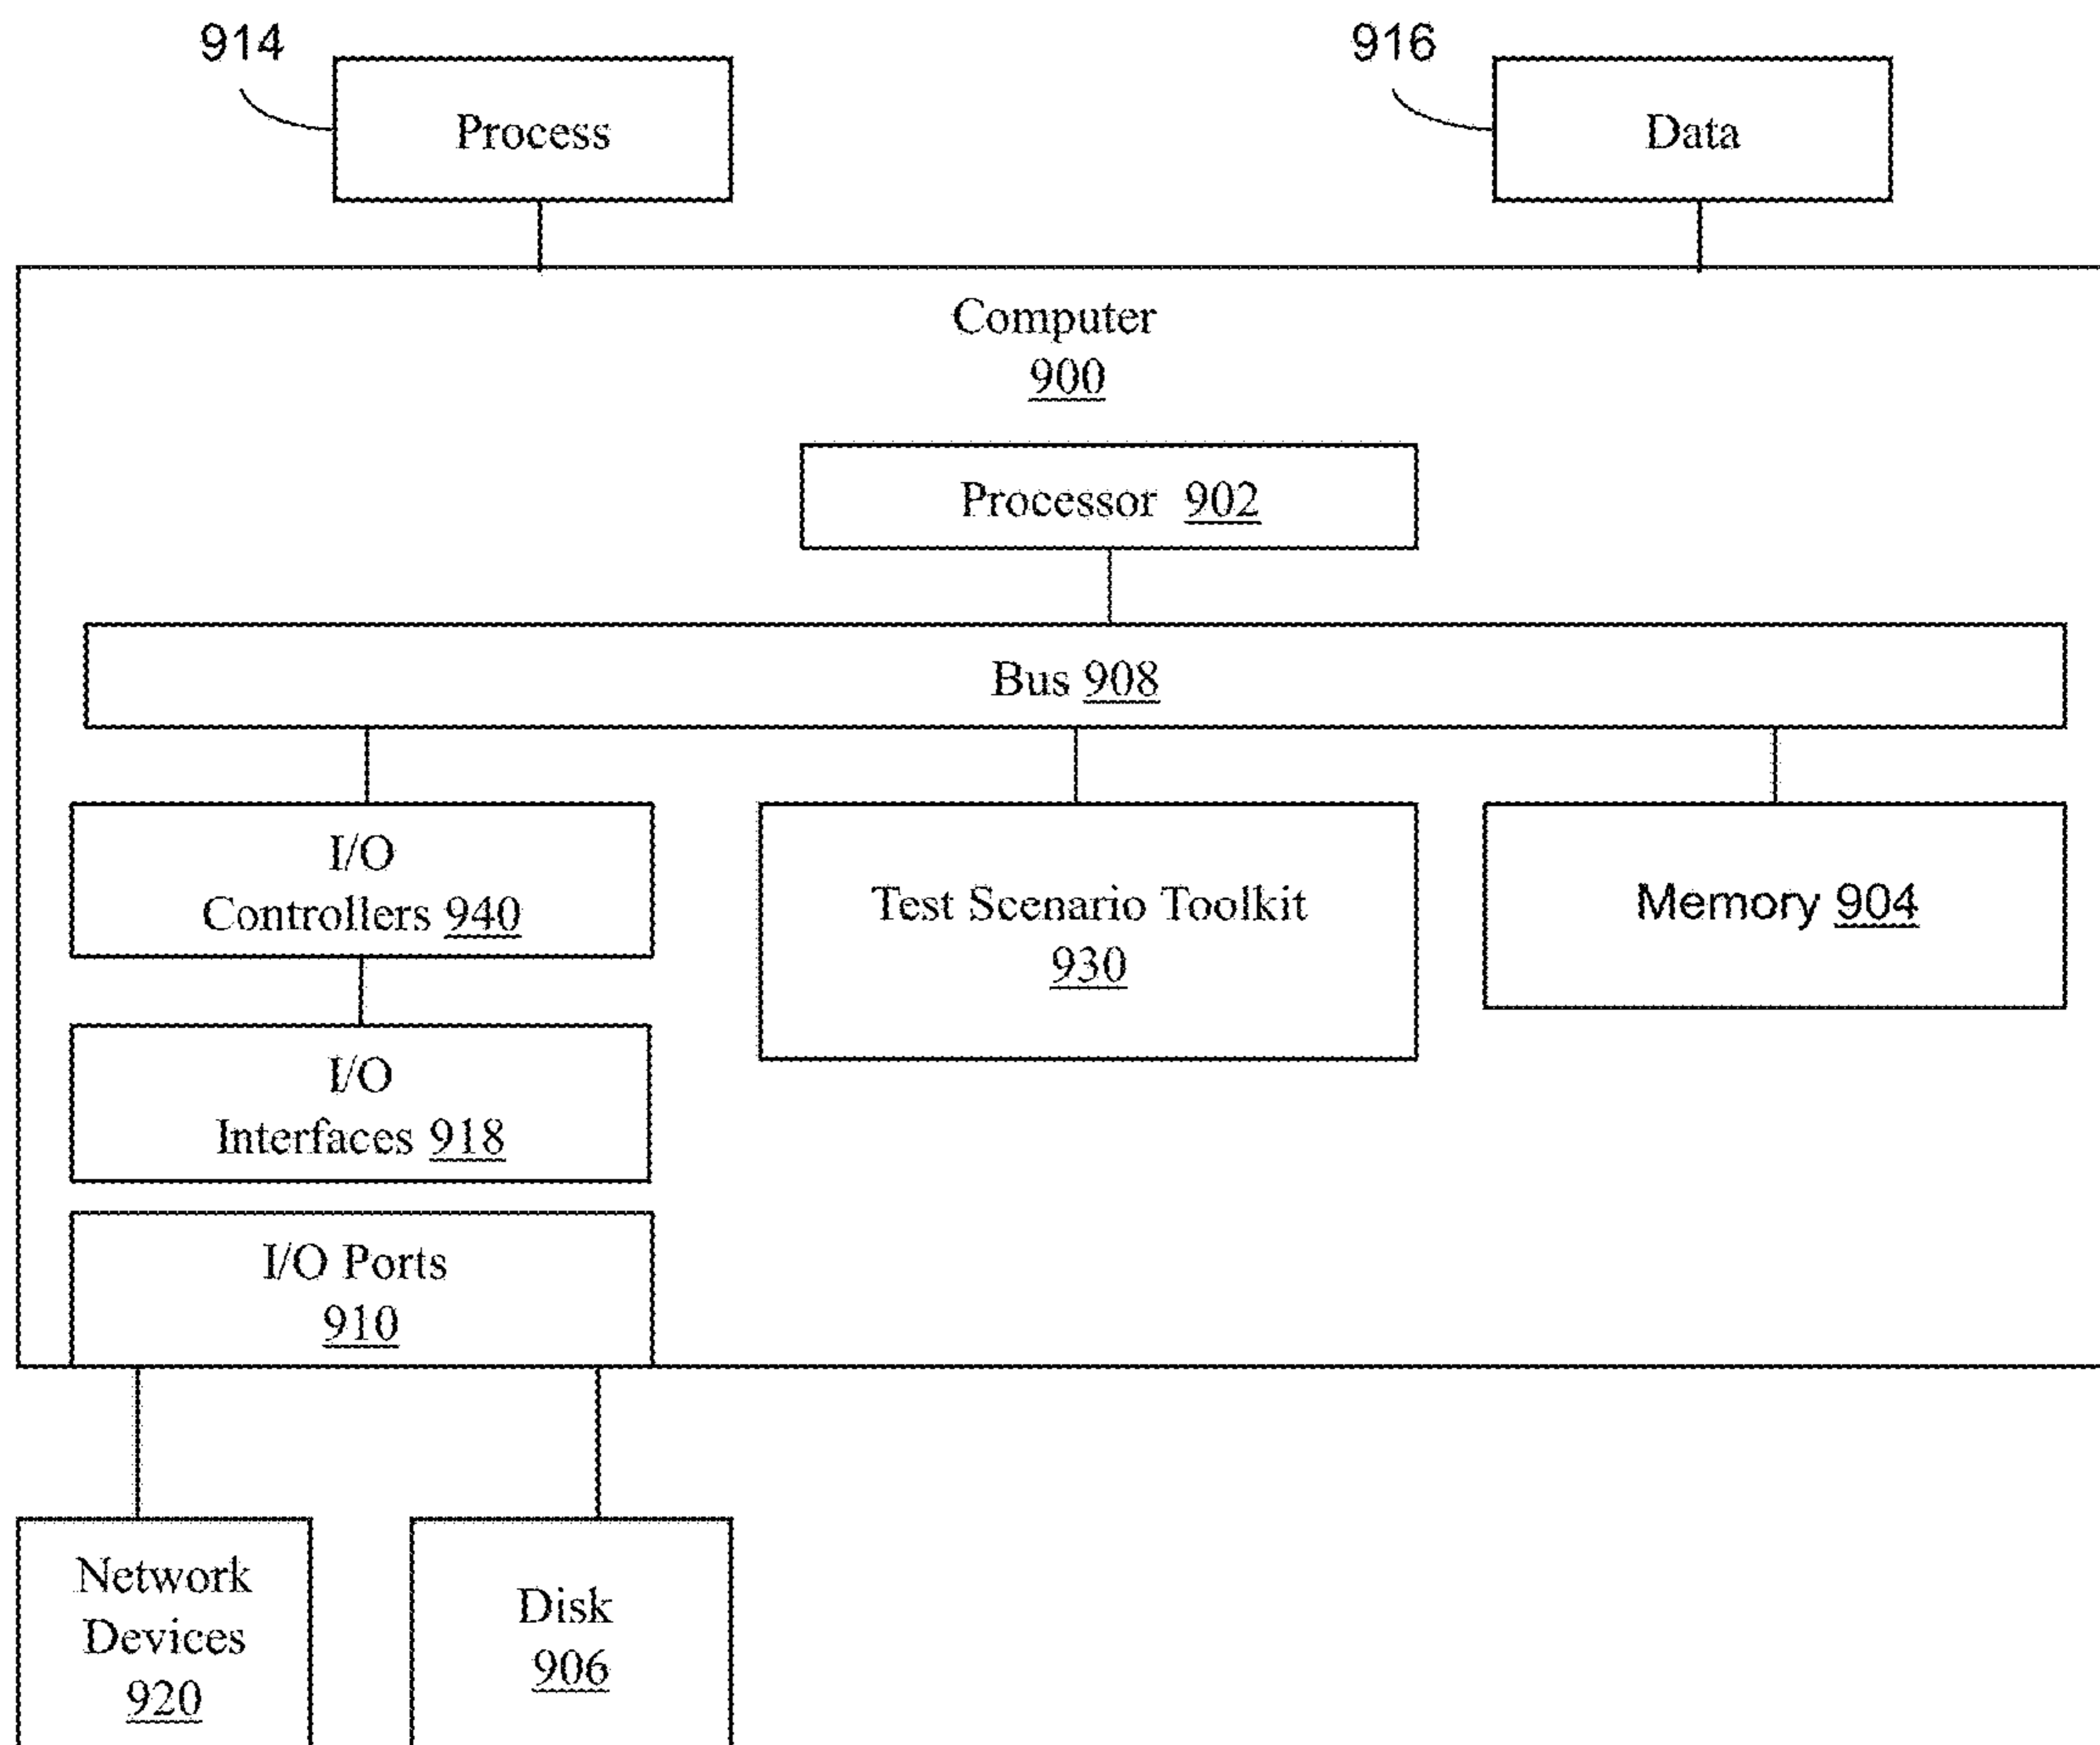 914
Process
916
Data
Computer
900
Processor 902
Bus 908
I/O
Controllers 940
Test Scenario Toolkit
930
Memory 904
I/O
Interfaces 918
I/O Ports
910
Network
Devices
920
Disk
906